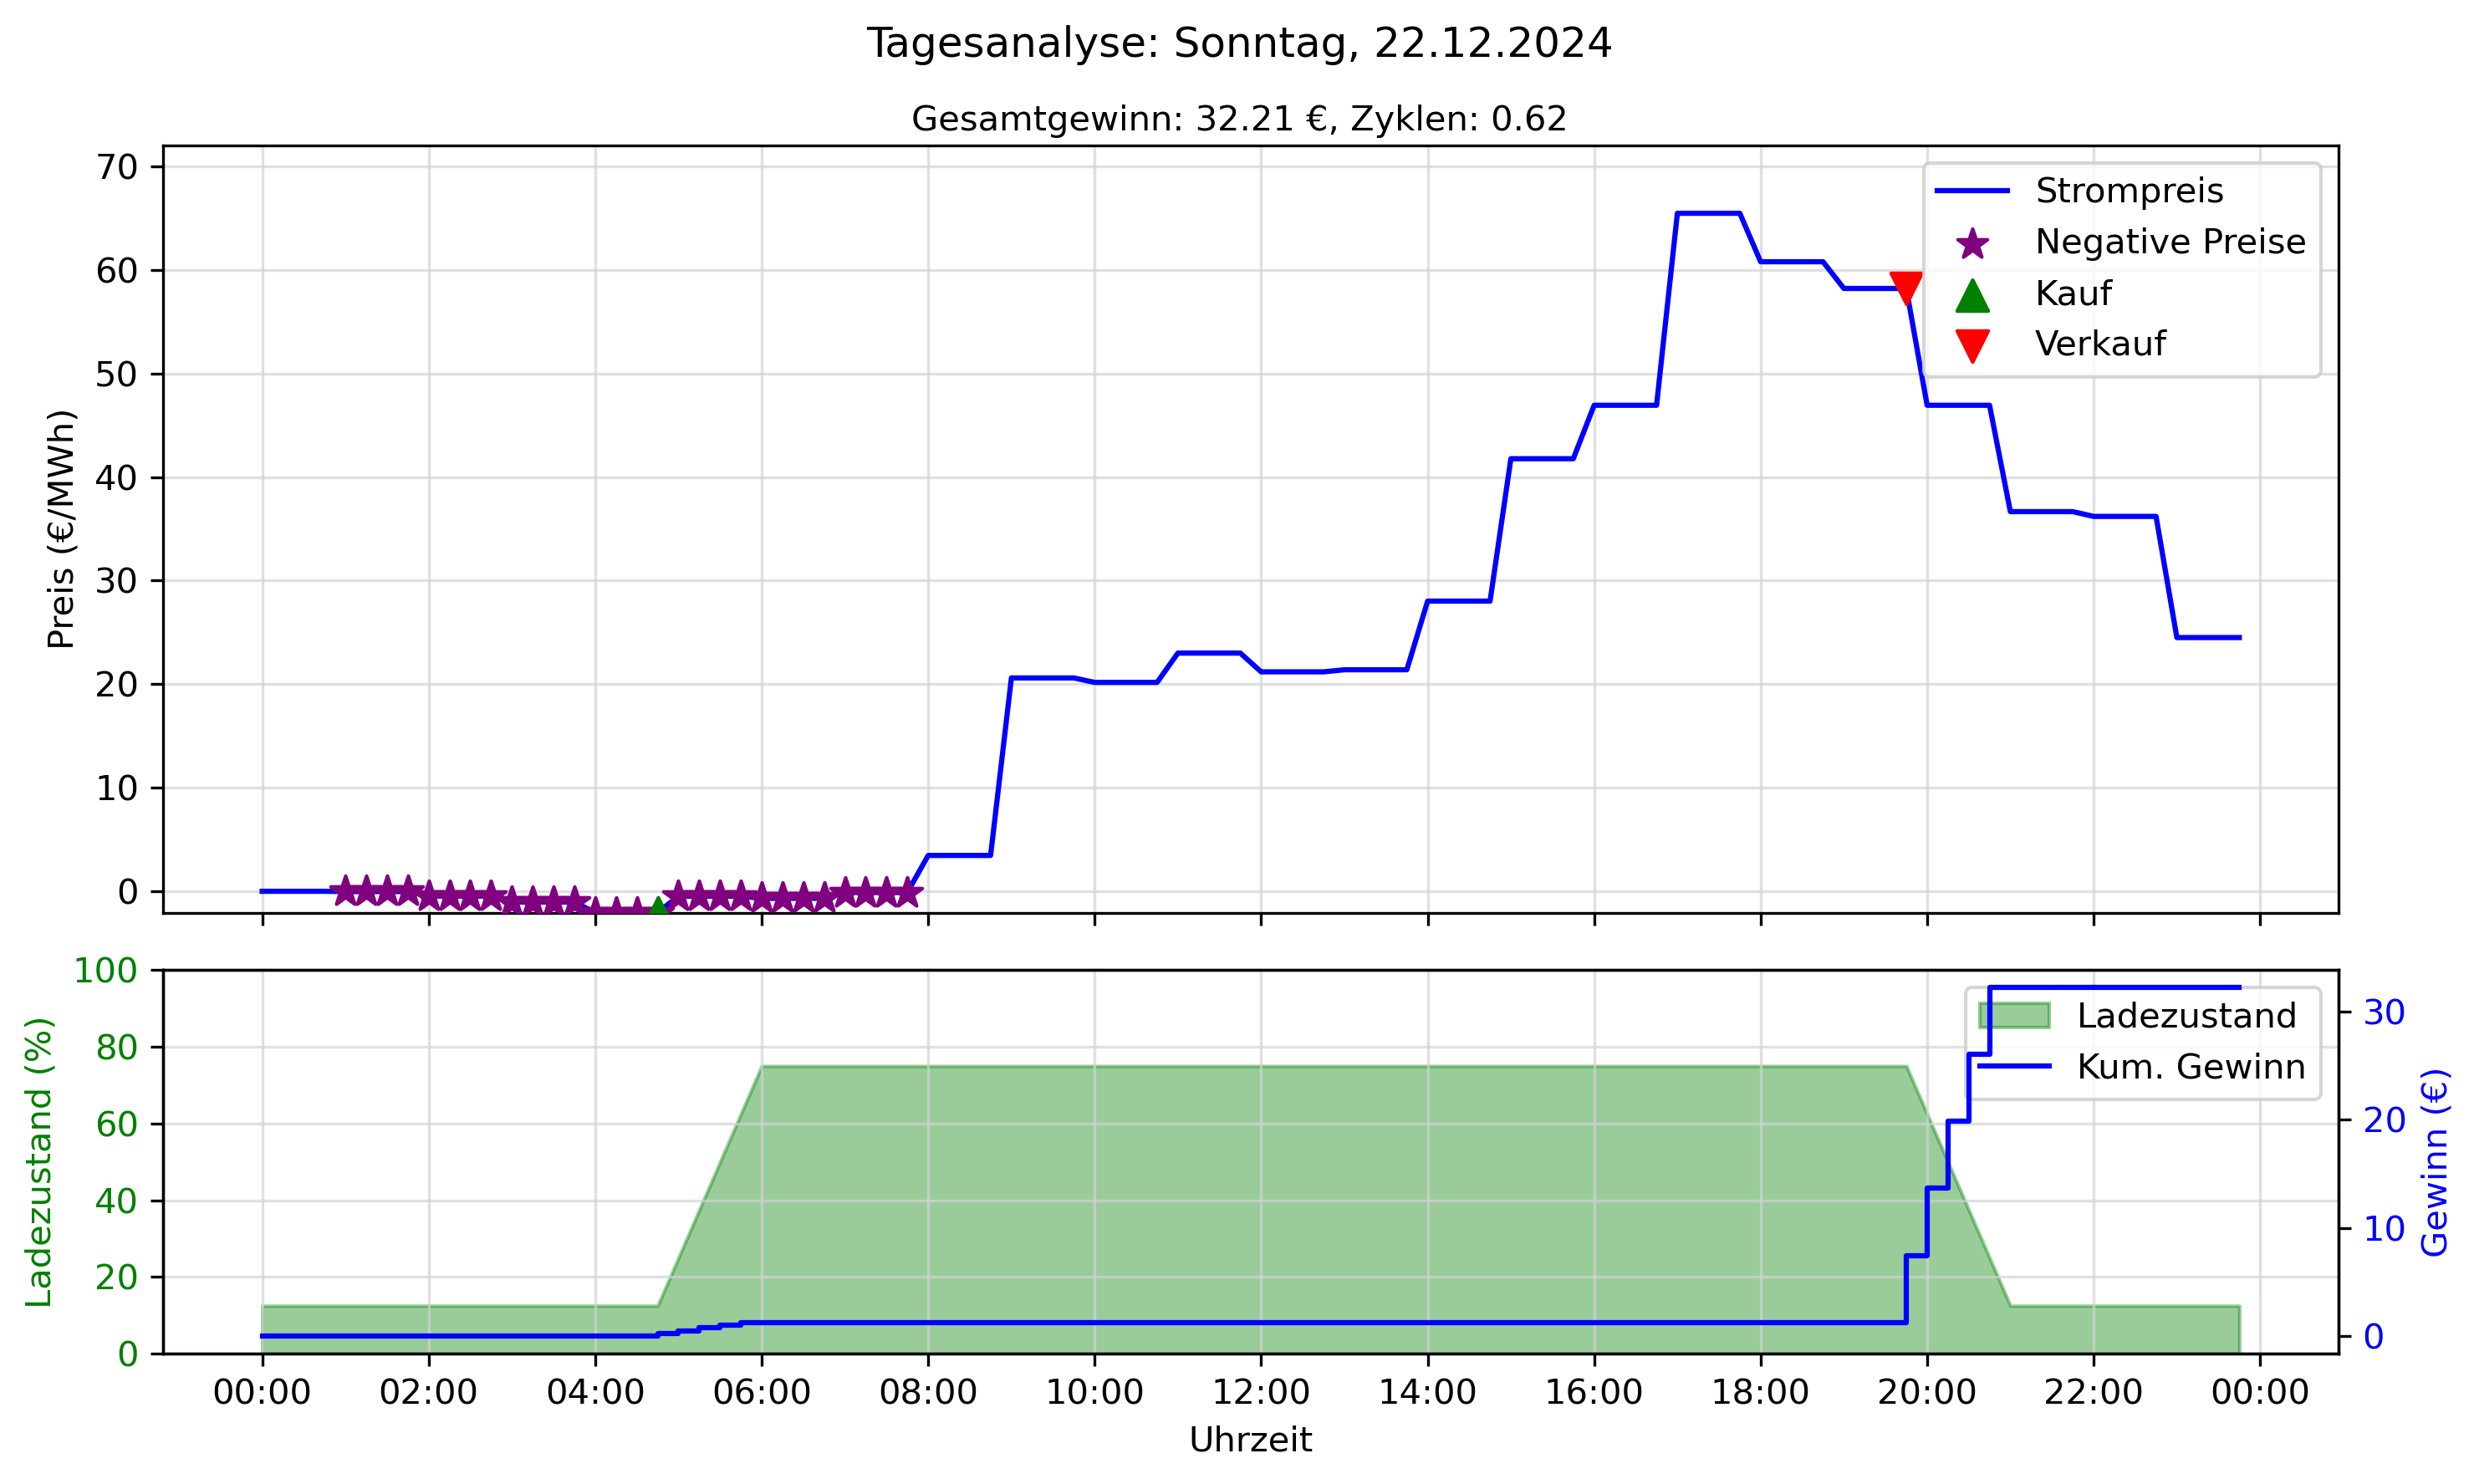 Tagesanalyse: Sonntag, 22.12.2024
Gesamtgewinn: 32.21 €, Zyklen: 0.62
Preis (€/MWh)
70
60
50
40
30
20
10
0
Strompreis
Negative Preise
Kauf
Verkauf
Ladezustand (%)
100
80
60
40
20
0
Ladezustand
Kum. Gewinn
30
20
10
0
Gewinn (€)
00:00 02:00 04:00 06:00 08:00 10:00 12:00 14:00 16:00 18:00 20:00 22:00 00:00
Uhrzeit